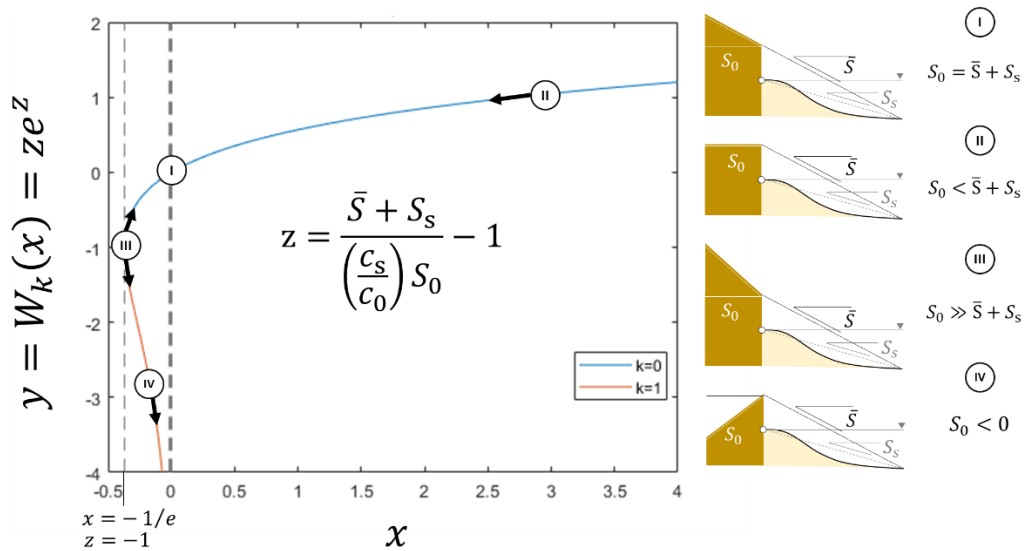 y = W_k(x) = ze^z
2
1
0
-1
-2
-3
-4
-0.5
0
0.5
1
1.5
2
2.5
3
3.5
4
x = −1/e
z = −1
x
I
II
III
IV
z = (S̄ + S_s) / ((c_s/c_0) S_0) − 1
k=0
k=1
S_0
S̄
S_s
I
S_0 = S̄ + S_s
S_0
S̄
S_s
II
S_0 < S̄ + S_s
S_0
S̄
S_s
III
S_0 ≫ S̄ + S_s
S_0
S̄
S_s
IV
S_0 < 0